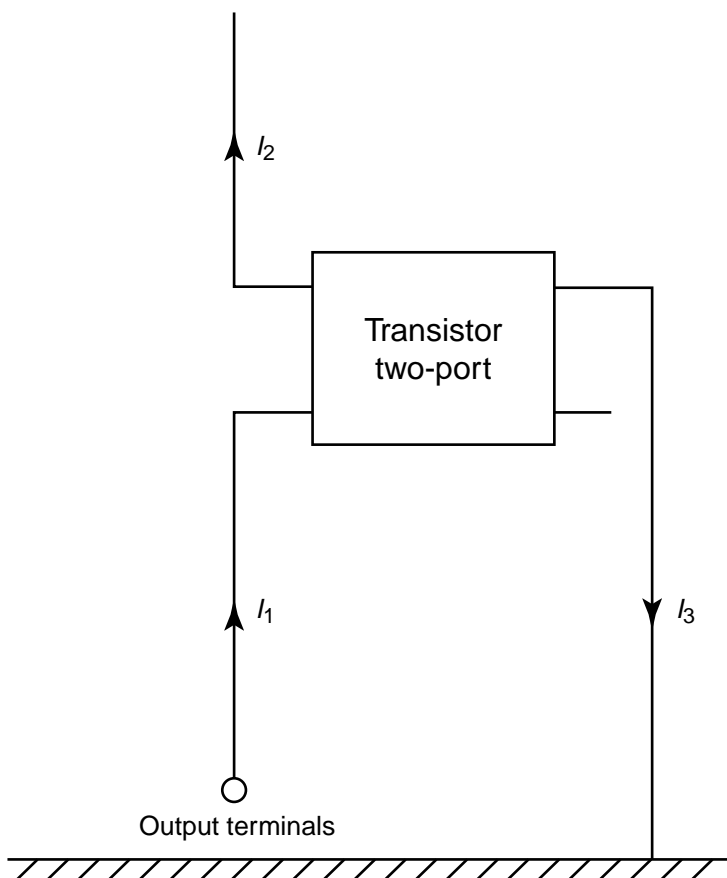 I2
Transistor
two-port
I1
I3
Output terminals